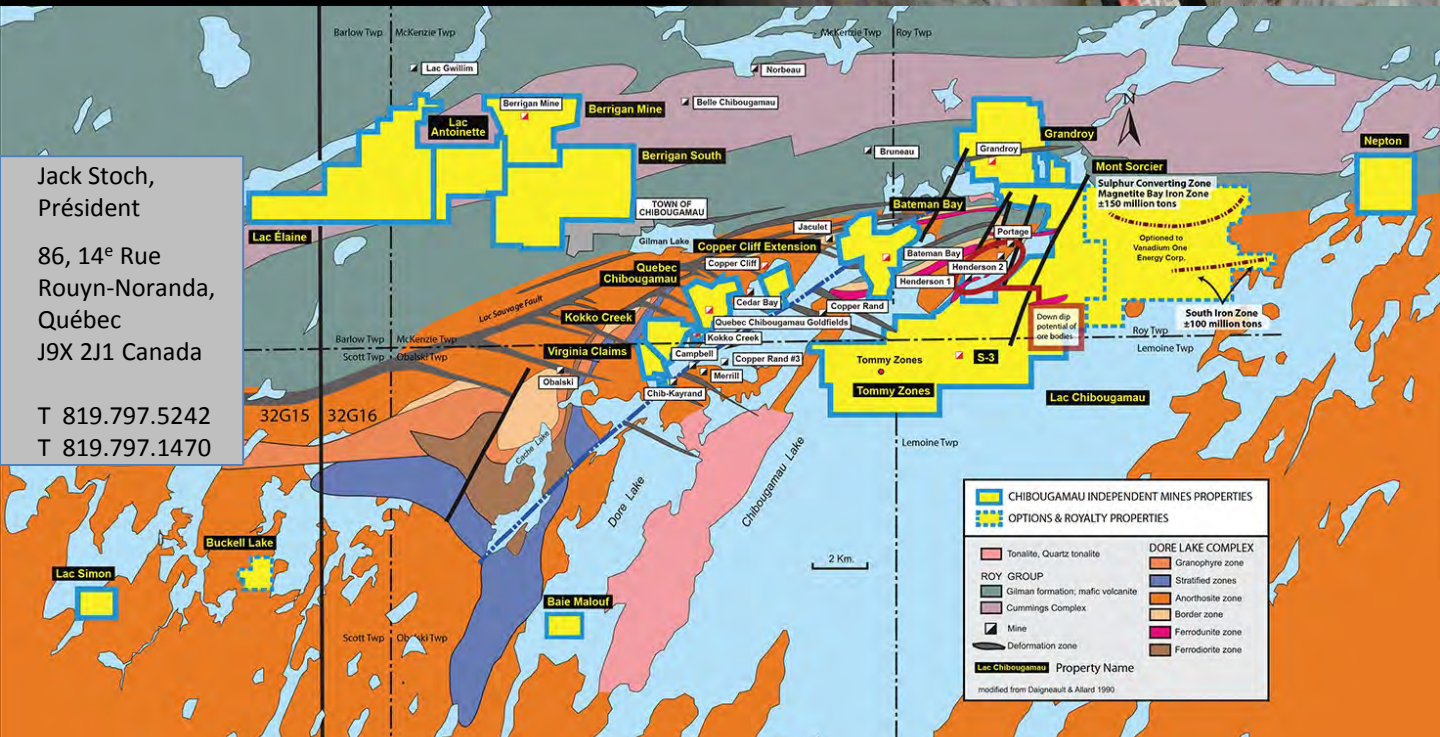 Barlow Twp
McKenzie Twp
McKenzie Twp
Roy Twp
Lac Gwillim
Norbeau
Berrigan Mine
Berrigan Mine
Belle Chibougamau
Lac
Antoinette
Berrigan South
Bruneau
Grandroy
Grandroy
N
Nepton
Jack Stoch,
Président
86, 14e Rue
Rouyn-Noranda,
Québec
J9X 2J1 Canada
T 819.797.5242
T 819.797.1470
Mont Sorcier
Sulphur Converting Zone
Magnetite Bay Iron Zone
±150 million tons
Optioned to
Vanadium One
Energy Corp.
South Iron Zone
±100 million tons
TOWN OF
CHIBOUGAMAU
Lac Élaine
Gilman Lake
Bateman Bay
Jaculet
Portage
Copper Cliff Extension
Bateman Bay
Copper Cliff
Henderson 2
Quebec
Chibougamau
Henderson 1
Cedar Bay
Copper Rand
Lac Sauvage Fault
Kokko Creek
Quebec Chibougamau Goldfields
Down dip
potential of
ore bodies
Kokko Creek
Barlow Twp
McKenzie Twp
Roy Twp
Lemoine Twp
Scott Twp
Obalski Twp
Virginia Claims
Campbell
Copper Rand #3
Merrill
Obalski
Chib-Kayrand
Tommy Zones
S-3
Tommy Zones
Lac Chibougamau
32G15
32G16
Lemoine Twp
Cache Lake
Dore Lake
Chibougamau Lake
Buckell Lake
Lac Simon
Baie Malouf
2 Km.
Scott Twp
Obalski Twp
CHIBOUGAMAU INDEPENDENT MINES PROPERTIES
OPTIONS & ROYALTY PROPERTIES
Tonalite, Quartz tonalite
ROY GROUP
Gilman formation; mafic volcanite
Cummings Complex
Mine
Deformation zone
Lac Chibougamau
Property Name
modified from Daigneault & Allard 1990
DORE LAKE COMPLEX
Granophyre zone
Stratified zones
Anorthosite zone
Border zone
Ferrodunite zone
Ferrodiorite zone